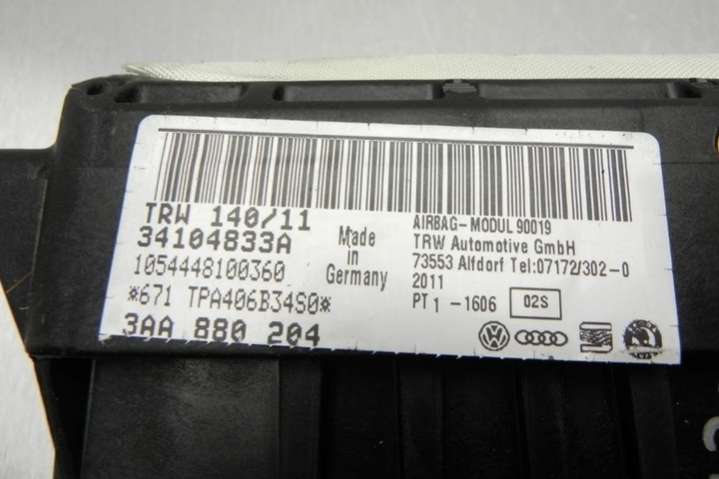 TRW 140/11
34104833A
1054448100360
*671 TPA406B34S0*
3AA 880 204
Made
in
Germany
AIRBAG-MODUL 90019
TRW Automotive GmbH
73553 Alfdorf Tel:07172/302-0
2011
PT 1 -1606 02S